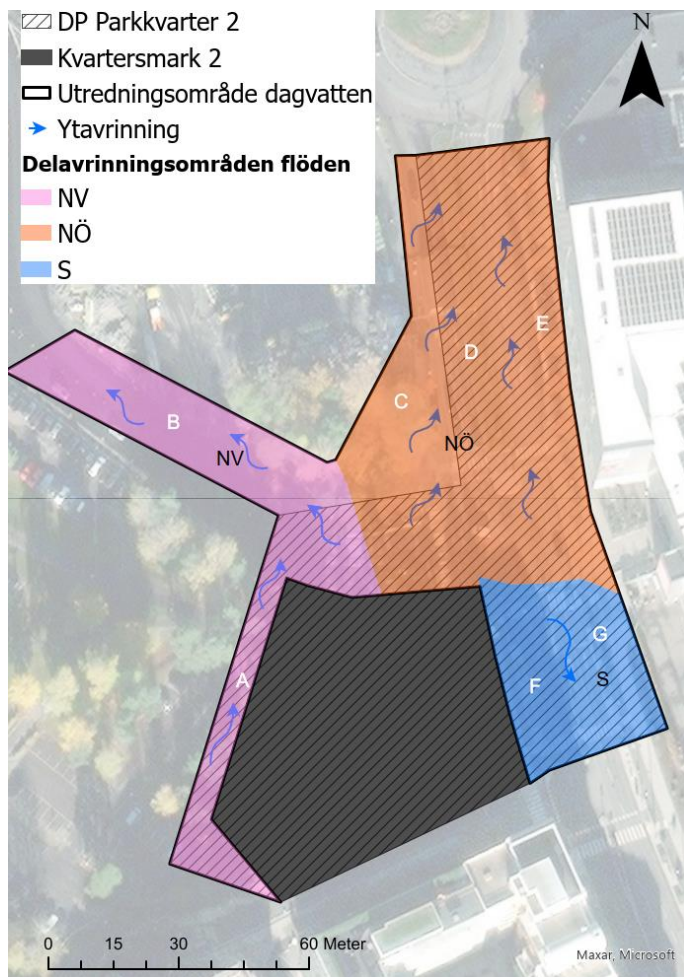 DP Parkkvarter 2
Kvartersmark 2
Utredningsområde dagvatten
Ytavrinning
Delavrinningsområden flöden
NV
NÖ
S
N
E
D
C
B
NÖ
NV
G
A
F
S
0 15 30 60 Meter
Maxar, Microsoft